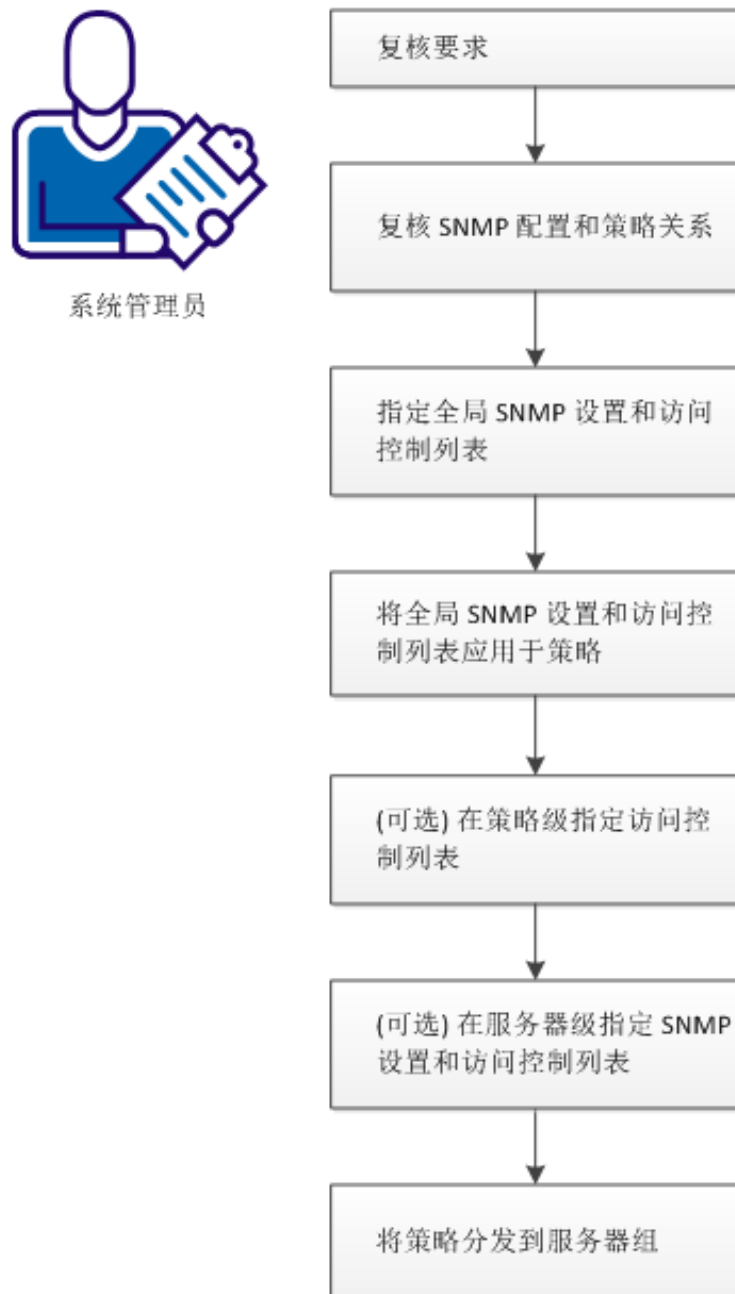 系统管理员
复核要求
复核 SNMP 配置和策略关系
指定全局 SNMP 设置和访问
控制列表
将全局 SNMP 设置和访问控
制列表应用于策略
(可选) 在策略级指定访问控
制列表
(可选) 在服务器级指定 SNMP
设置和访问控制列表
将策略分发到服务器组